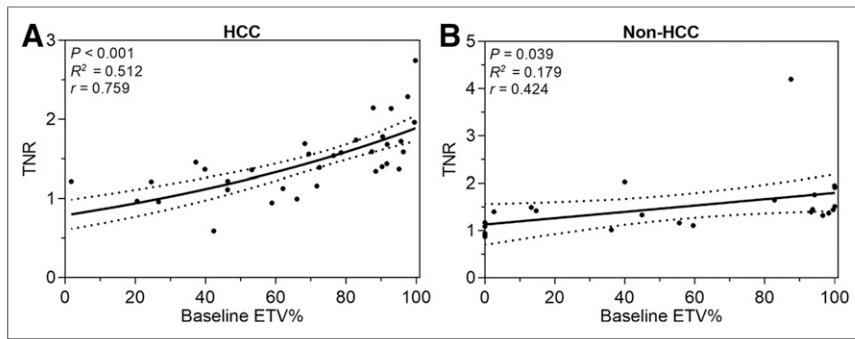 A
HCC
P < 0.001
R² = 0.512
r = 0.759
3
2
1
0
TNR
0 20 40 60 80 100
Baseline ETV%
B
Non-HCC
P = 0.039
R² = 0.179
r = 0.424
5
4
3
2
1
0
TNR
0 20 40 60 80 100
Baseline ETV%